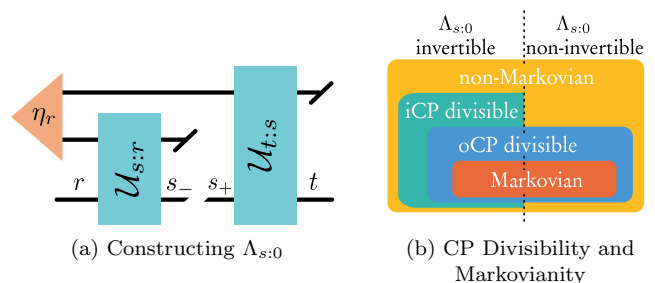 η_r
𝒰_{s:r}
𝒰_{t:s}
r
s_−
s_+
t
(a) Constructing Λ_{s:0}
Λ_{s:0} Λ_{s:0}
invertible non-invertible
non-Markovian
iCP divisible
oCP divisible
Markovian
(b) CP Divisibility and
Markovianity